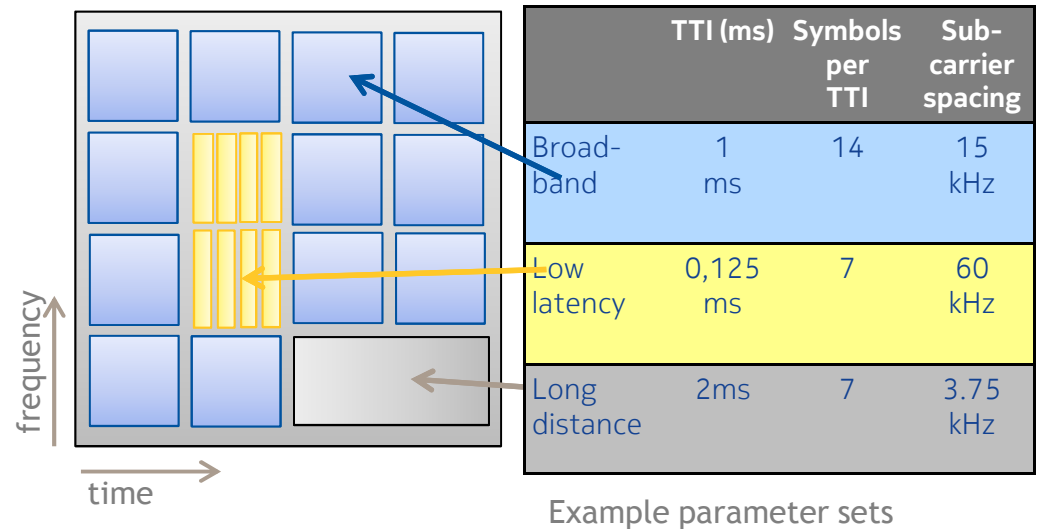 TTI (ms) Symbols Sub-
per carrier
TTI spacing
Broad- 1 14 15
band ms kHz
Low 0,125 7 60
latency ms kHz
Long 2ms 7 3.75
distance kHz
frequency
time
Example parameter sets